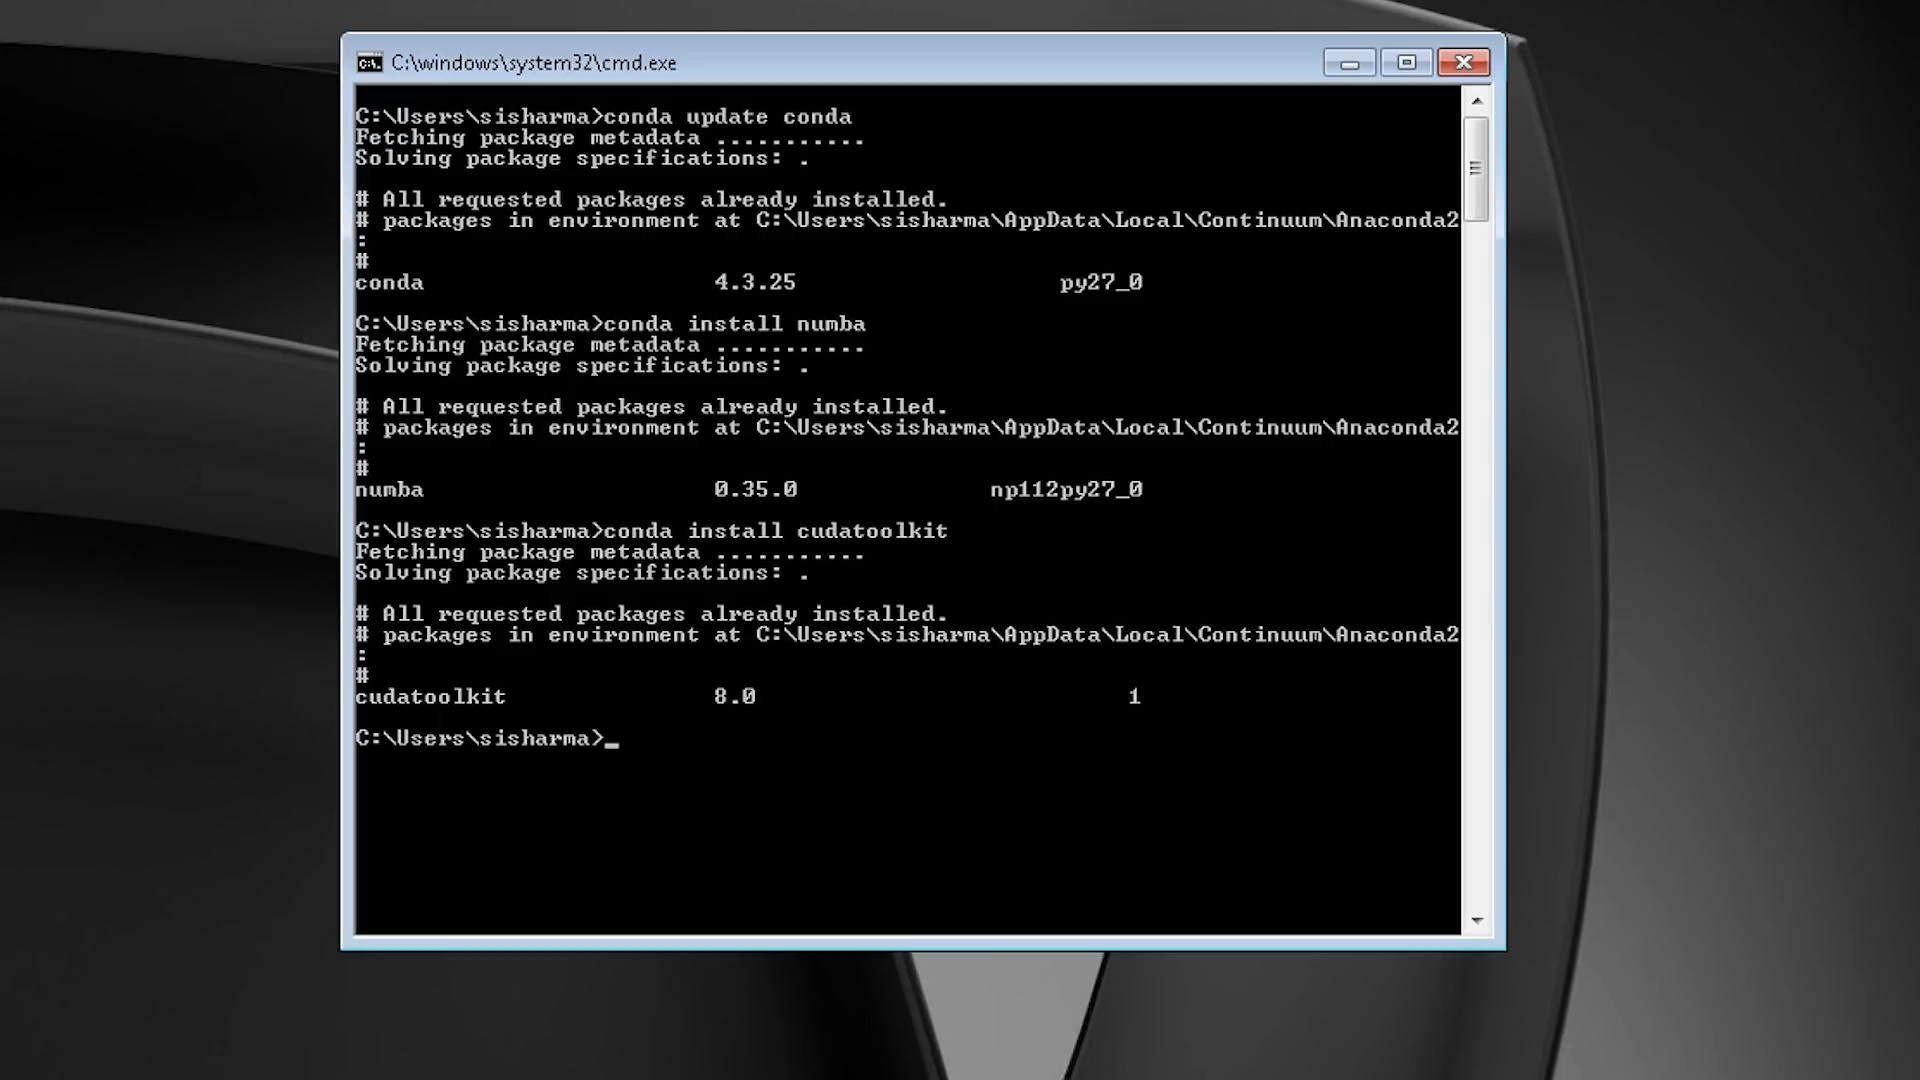 C:\windows\system32\cmd.exe
C:\Users\sisharma>conda update conda
Fetching package metadata ...........
Solving package specifications: .
# All requested packages already installed.
# packages in environment at C:\Users\sisharma\AppData\Local\Continuum\Anaconda2
:
#
conda 4.3.25 py27_0
C:\Users\sisharma>conda install numba
Fetching package metadata ...........
Solving package specifications: .
# All requested packages already installed.
# packages in environment at C:\Users\sisharma\AppData\Local\Continuum\Anaconda2
:
#
numba 0.35.0 np112py27_0
C:\Users\sisharma>conda install cudatoolkit
Fetching package metadata ...........
Solving package specifications: .
# All requested packages already installed.
# packages in environment at C:\Users\sisharma\AppData\Local\Continuum\Anaconda2
:
#
cudatoolkit 8.0 1
C:\Users\sisharma>_